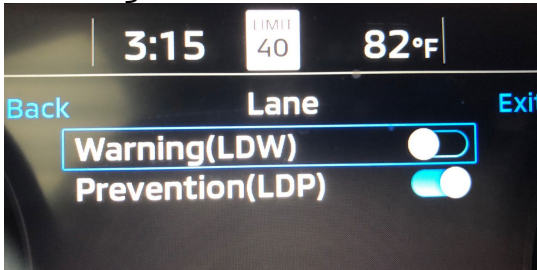 3:15 LIMIT 40 82°F
Back Lane Exit
Warning(LDW)
Prevention(LDP)